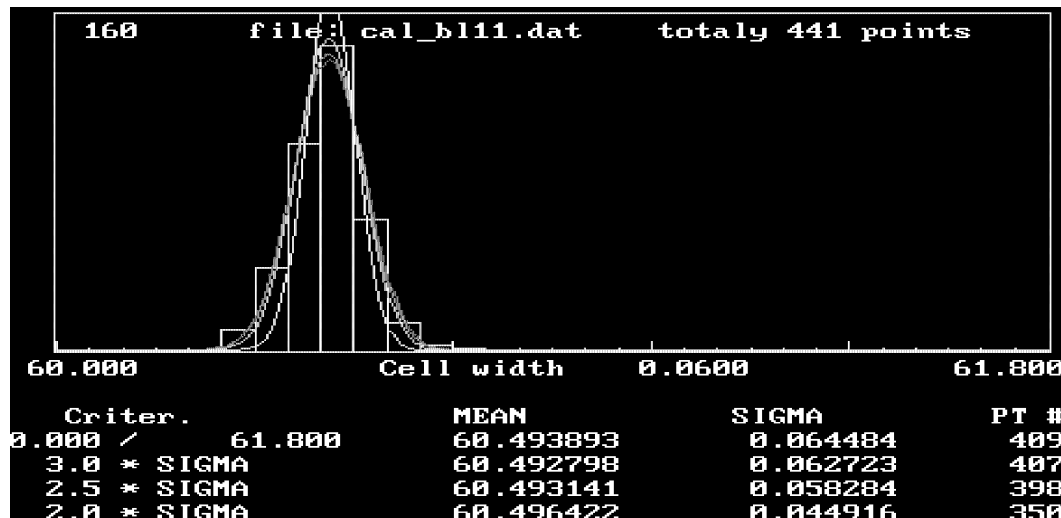 160 file: cal_bl11.dat totaly 441 points
60.000 Cell width 0.0600 61.800
Criter. MEAN SIGMA PT #
0.000 / 61.800 60.493893 0.064484 409
3.0 * SIGMA 60.492798 0.062723 407
2.5 * SIGMA 60.493141 0.058284 398
2.0 * SIGMA 60.496422 0.044916 350